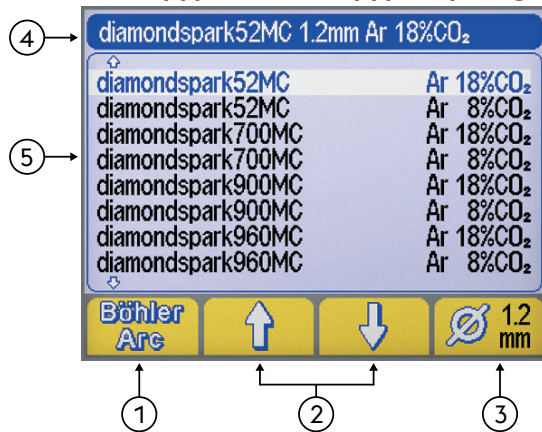 ④ diamondspark52MC 1.2mm Ar 18%CO₂
diamondspark52MC Ar 18%CO₂
diamondspark52MC Ar 8%CO₂
diamondspark700MC Ar 18%CO₂
⑤ diamondspark700MC Ar 8%CO₂
diamondspark900MC Ar 18%CO₂
diamondspark900MC Ar 8%CO₂
diamondspark960MC Ar 18%CO₂
diamondspark960MC Ar 8%CO₂
Böhler Ø 1.2
Arc mm
① ② ③